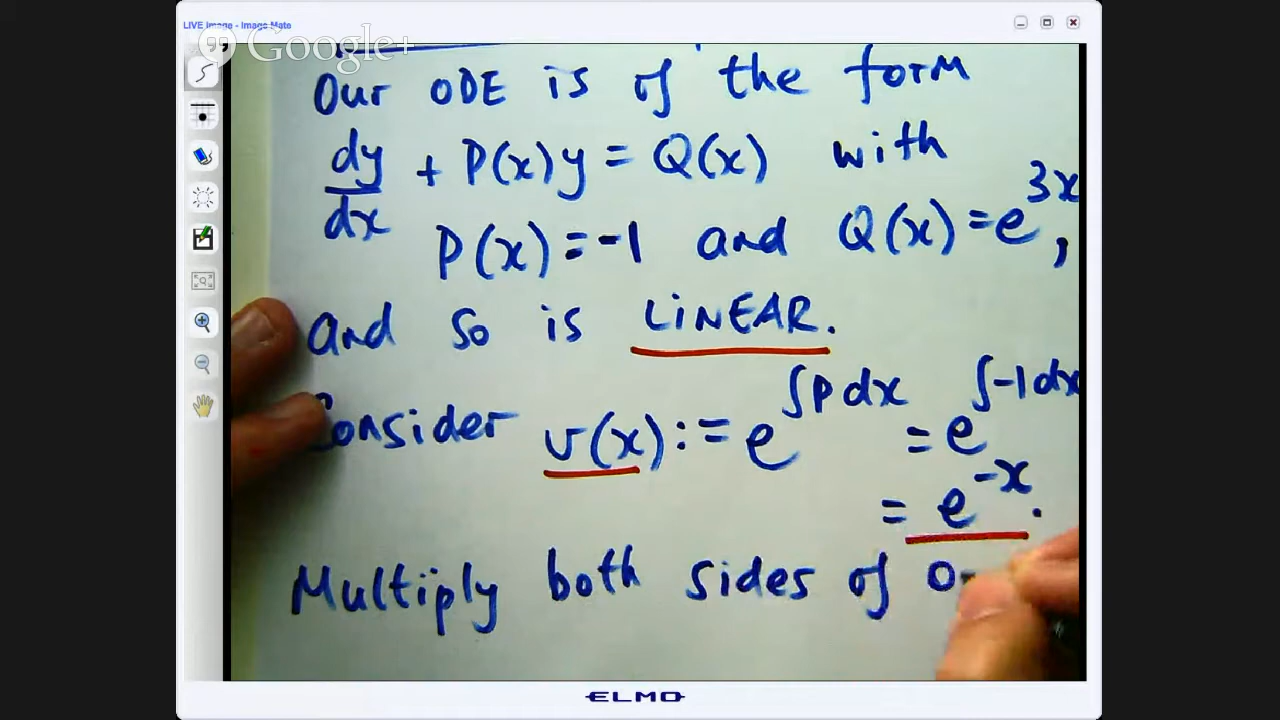 LIVE image - Image Mate
Google+
Our ODE is of the form
dy/dx + P(x)y = Q(x) with
P(x) = -1 and Q(x) = e^{3x},
and so is LINEAR.
Consider v(x) := e^{∫P dx} = e^{∫-1 dx}
= e^{-x}.
Multiply both sides of
ELMO